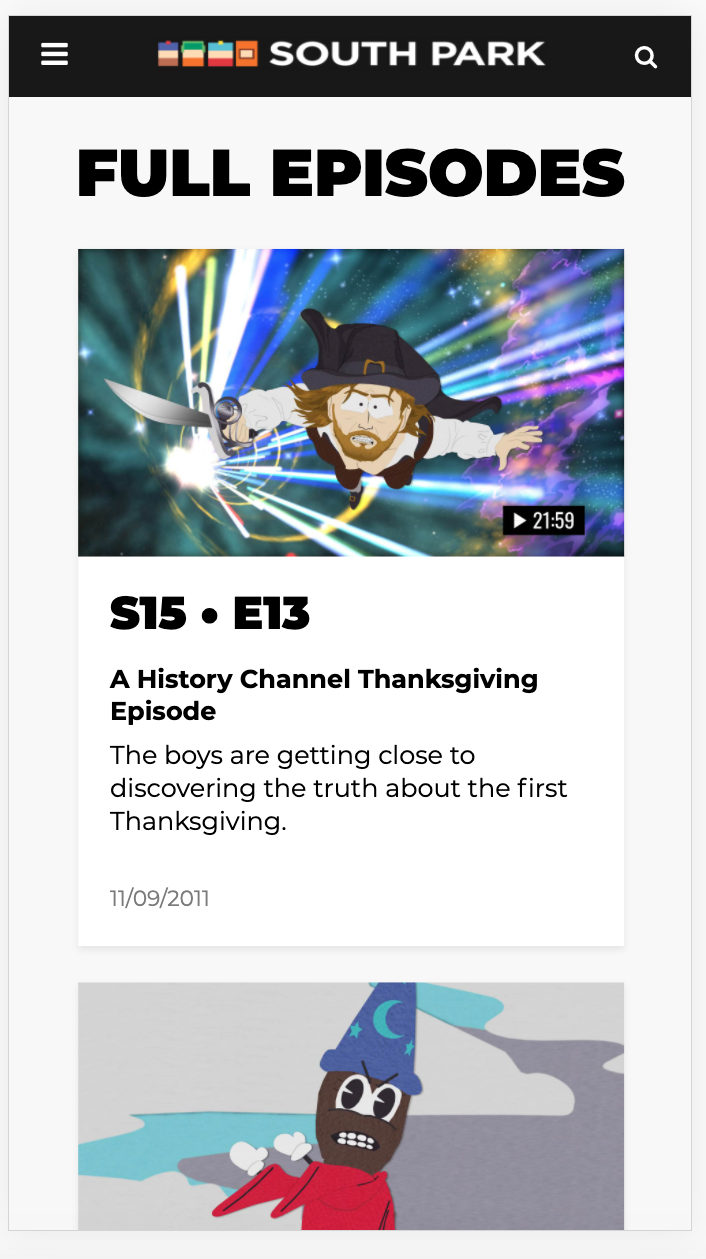 SOUTH PARK
FULL EPISODES
21:59
S15 • E13
A History Channel Thanksgiving
Episode
The boys are getting close to
discovering the truth about the first
Thanksgiving.
11/09/2011